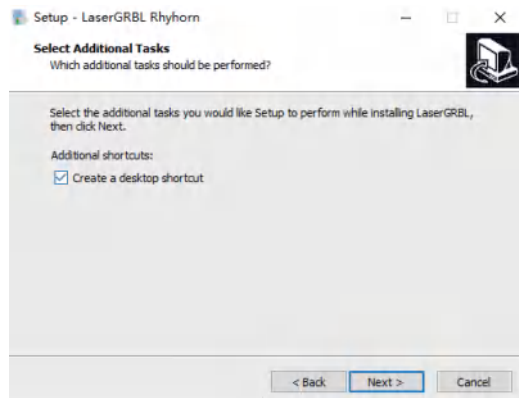 Setup - LaserGRBL Rhyhorn
Select Additional Tasks
Which additional tasks should be performed?
Select the additional tasks you would like Setup to perform while installing LaserGRBL,
then click Next.
Additional shortcuts:
Create a desktop shortcut
< Back
Next >
Cancel